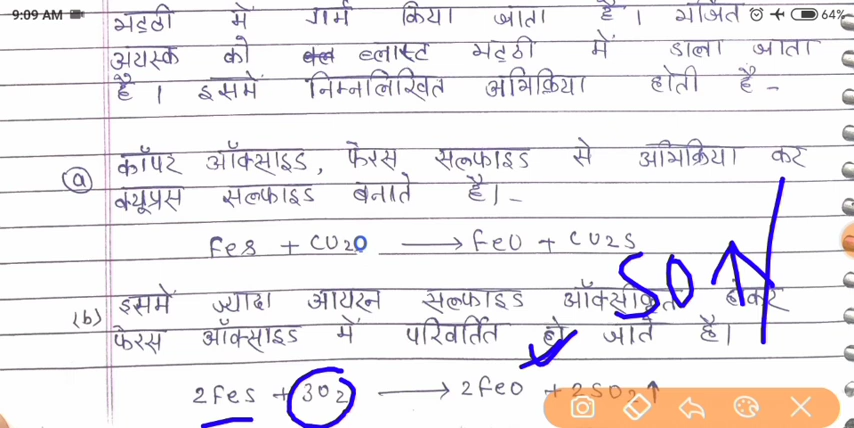 9:09 AM
64%
भट्ठी में गर्म किया जाता है। भर्जित
अयस्क को ब्लास्ट भट्ठी में डाला जाता
है। इसमें निम्नलिखित अभिक्रिया होती है -
(a) कॉपर ऑक्साइड, फेरस सल्फाइड से अभिक्रिया कर
क्यूप्रस सल्फाइड बनाते है। -
FeS + CU2O ⟶ FeO + CU2S
SO ↑
(b) इसमें ज्यादा आयरन सल्फाइड ऑक्सीकृत होकर
फेरस ऑक्साइड में परिवर्तित हो जाते है।
2FeS + 3O2 ⟶ 2FeO + 2SO2 ↑